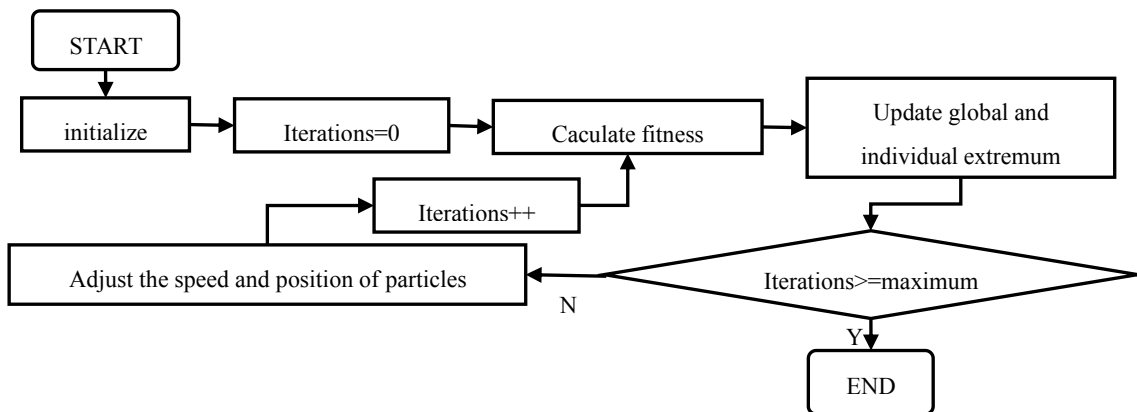 START
initialize
Iterations=0
Caculate fitness
Update global and
individual extremum
Iterations++
Adjust the speed and position of particles
Iterations>=maximum
N
Y
END